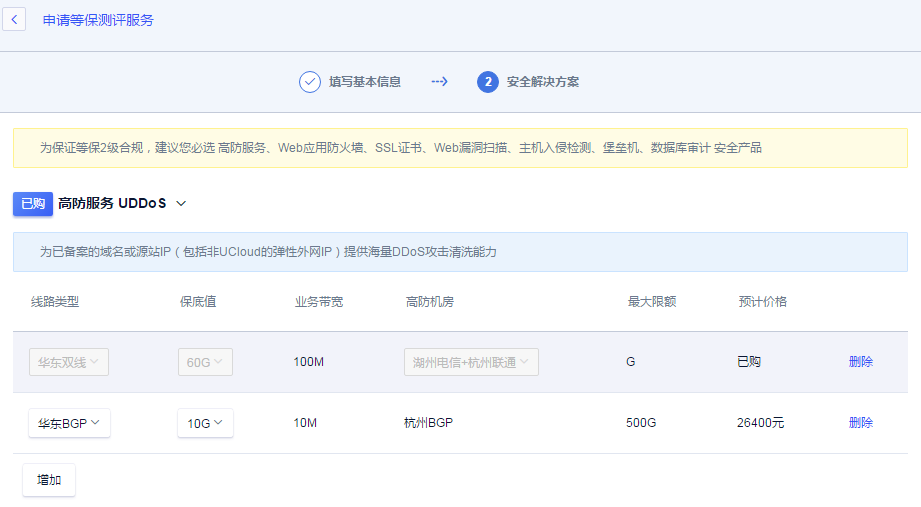 申请等保测评服务
填写基本信息 2 安全解决方案
为保证等保2级合规，建议您必选 高防服务、Web应用防火墙、SSL证书、Web漏洞扫描、主机入侵检测、堡垒机、数据库审计 安全产品
已购 高防服务 UDDoS
为已备案的域名或源站IP（包括非UCloud的弹性外网IP）提供海量DDoS攻击清洗能力
线路类型 保底值 业务带宽 高防机房 最大限额 预计价格
华东双线 60G 100M 湖州电信+杭州联通 G 已购 删除
华东BGP 10G 10M 杭州BGP 500G 26400元 删除
增加